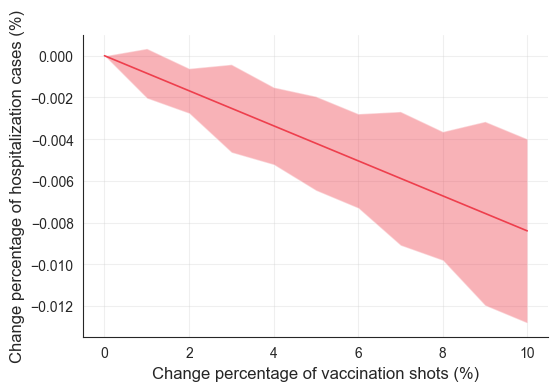 Change percentage of hospitalization cases (%)
0.000
−0.002
−0.004
−0.006
−0.008
−0.010
−0.012
0 2 4 6 8 10
Change percentage of vaccination shots (%)